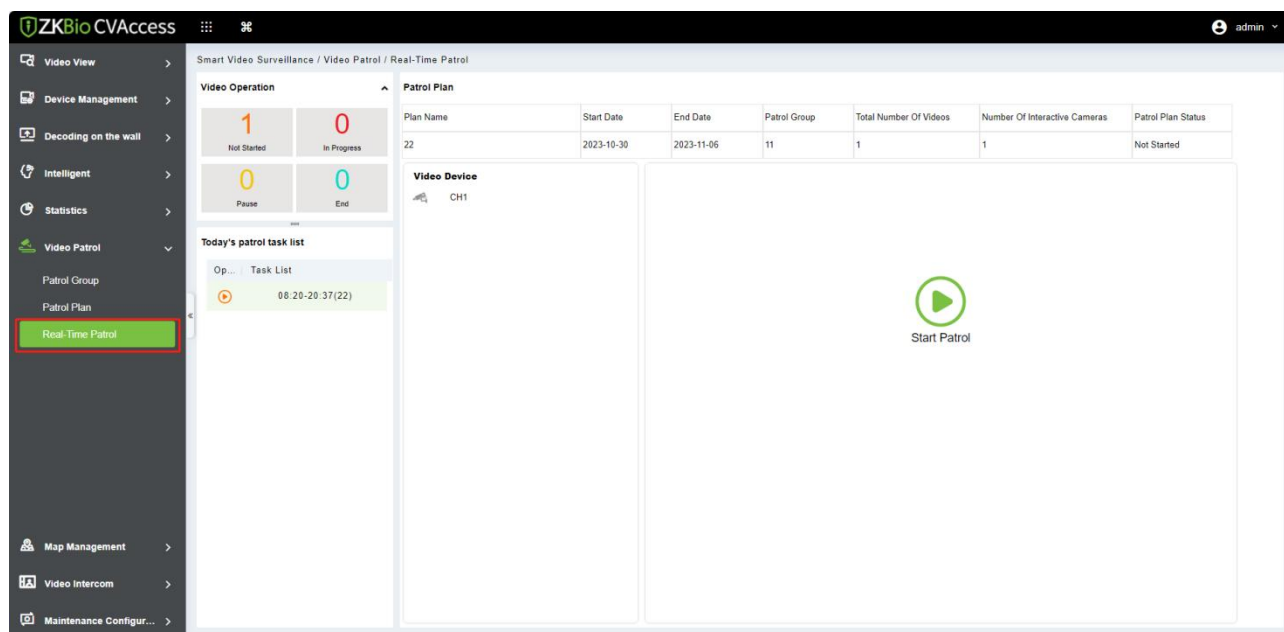 ZKBio CVAccess
admin
Video View
Device Management
Decoding on the wall
Intelligent
Statistics
Video Patrol
Patrol Group
Patrol Plan
Real-Time Patrol
Map Management
Video Intercom
Maintenance Configur...
Smart Video Surveillance / Video Patrol / Real-Time Patrol
Video Operation
1
Not Started
0
In Progress
0
Pause
0
End
Today's patrol task list
Op... Task List
08:20-20:37(22)
Patrol Plan
Plan Name Start Date End Date Patrol Group Total Number Of Videos Number Of Interactive Cameras Patrol Plan Status
22 2023-10-30 2023-11-06 11 1 1 Not Started
Video Device
CH1
Start Patrol